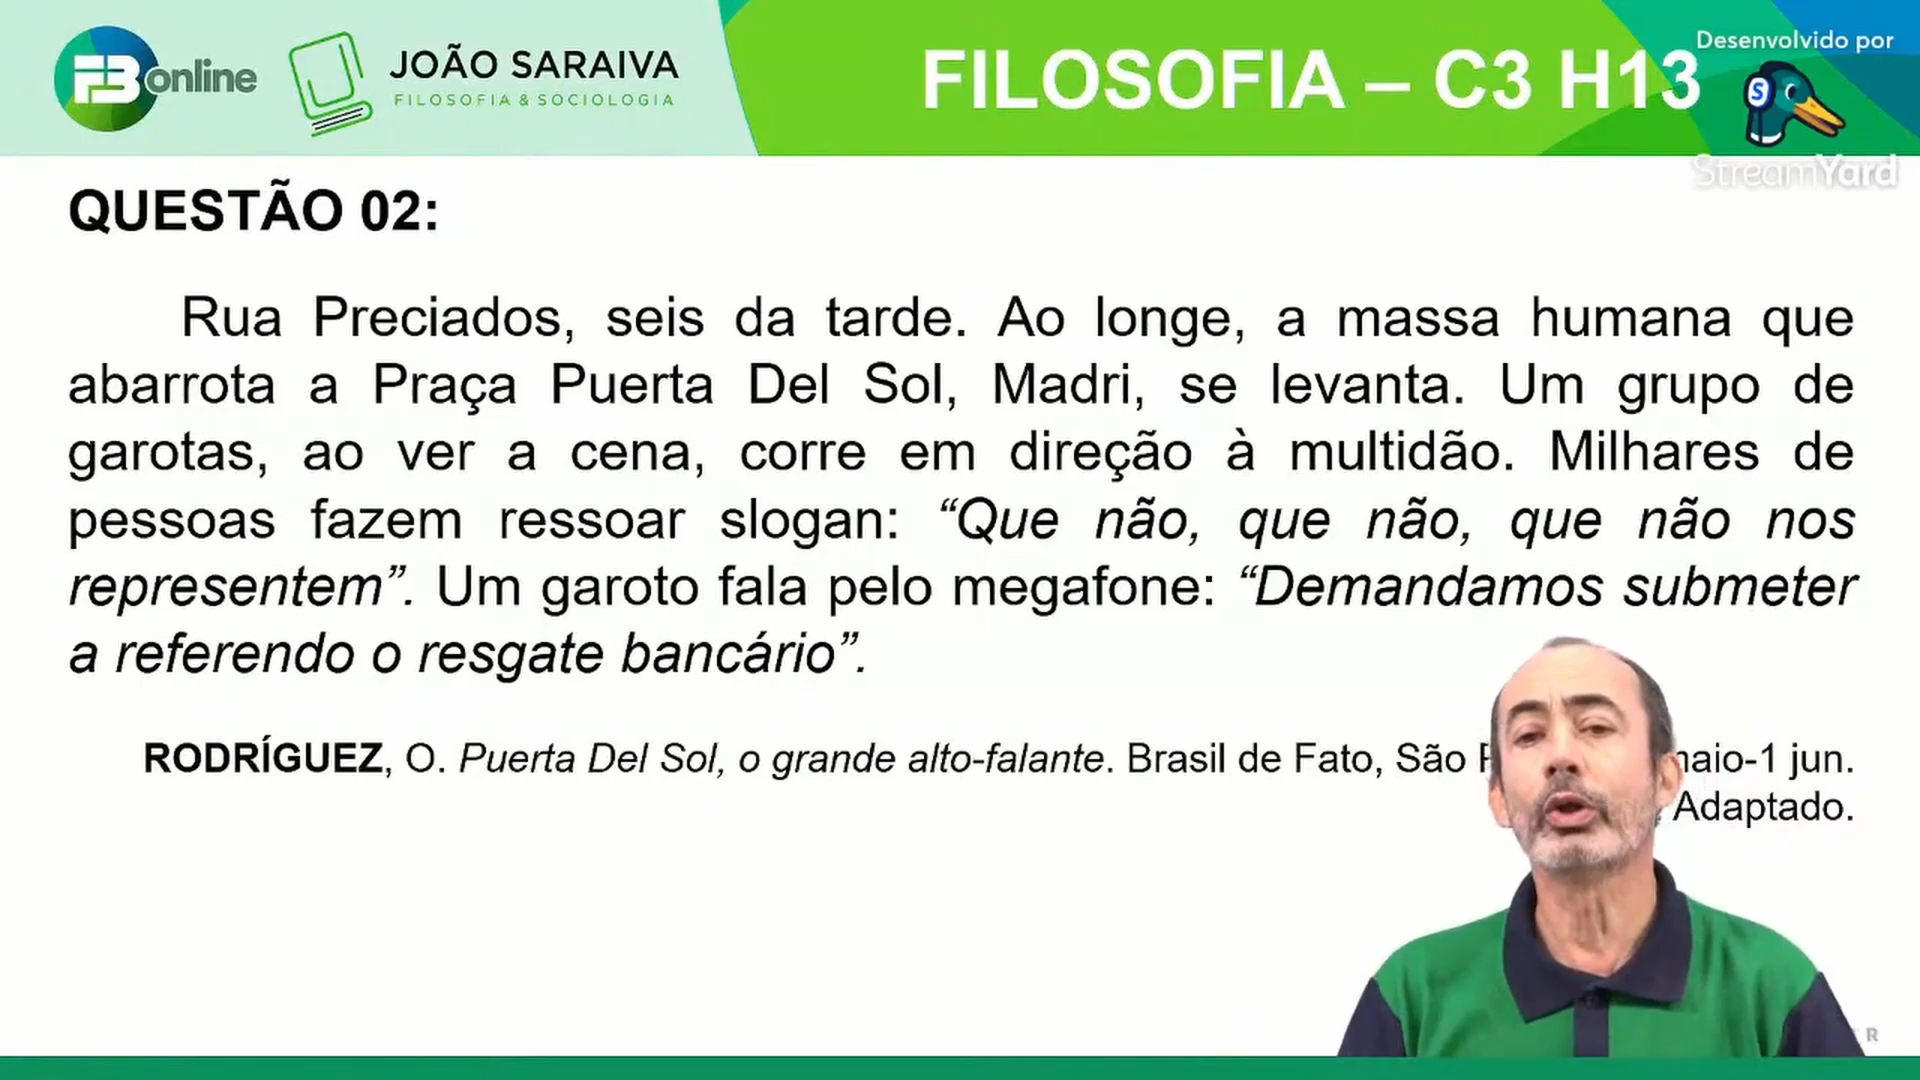 FB online
JOÃO SARAIVA
FILOSOFIA & SOCIOLOGIA
FILOSOFIA – C3 H13
Desenvolvido por
S
StreamYard
QUESTÃO 02:
Rua Preciados, seis da tarde. Ao longe, a massa humana que
abarrota a Praça Puerta Del Sol, Madri, se levanta. Um grupo de
garotas, ao ver a cena, corre em direção à multidão. Milhares de
pessoas fazem ressoar slogan: “Que não, que não, que não nos
representem”. Um garoto fala pelo megafone: “Demandamos submeter
a referendo o resgate bancário”.
RODRÍGUEZ, O. Puerta Del Sol, o grande alto-falante. Brasil de Fato, São
1 jun.
Adaptado.
R